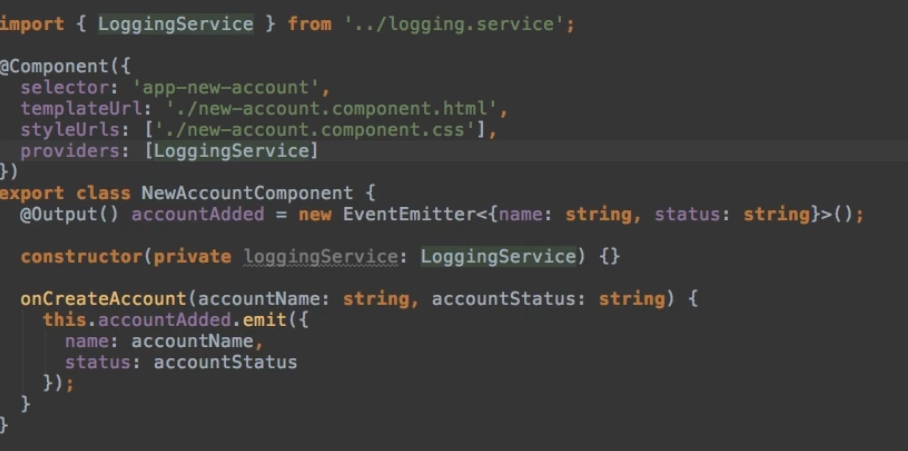 import { LoggingService } from '../logging.service';
@Component({
selector: 'app-new-account',
templateUrl: './new-account.component.html',
styleUrls: ['./new-account.component.css'],
providers: [LoggingService]
})
export class NewAccountComponent {
@Output() accountAdded = new EventEmitter<{name: string, status: string}>();
constructor(private loggingService: LoggingService) {}
onCreateAccount(accountName: string, accountStatus: string) {
this.accountAdded.emit({
name: accountName,
status: accountStatus
});
}
}